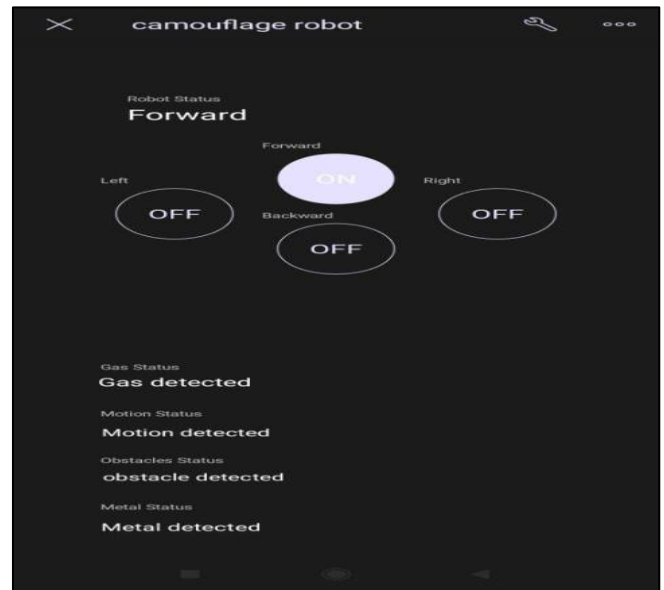 camouflage robot
Robot Status
Forward
Forward
ON
Left
OFF
Right
OFF
Backward
OFF
Gas Status
Gas detected
Motion Status
Motion detected
Obstacles Status
obstacle detected
Metal Status
Metal detected